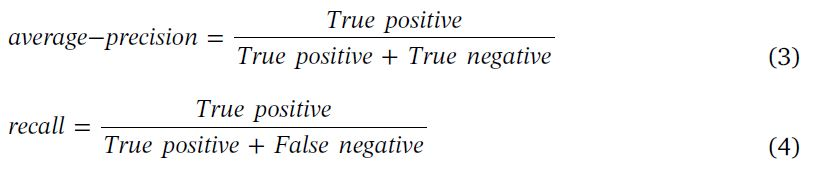 average−precision = True positive / True positive + True negative (3)
recall = True positive / True positive + False negative (4)